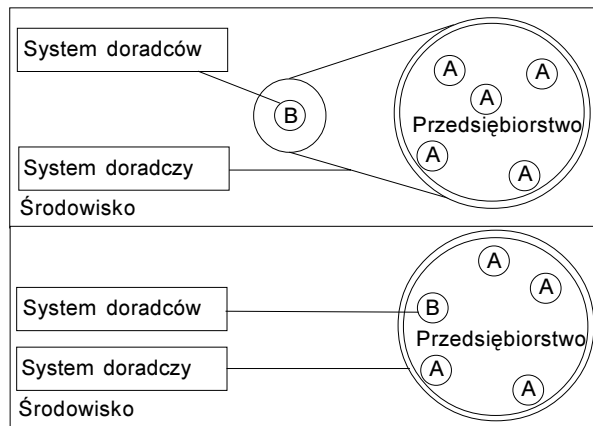 System doradców
A
A
A
B
Przedsiębiorstwo
A
System doradczy
A
Środowisko
A
A
System doradców
B
Przedsiębiorstwo
System doradczy
A
A
Środowisko